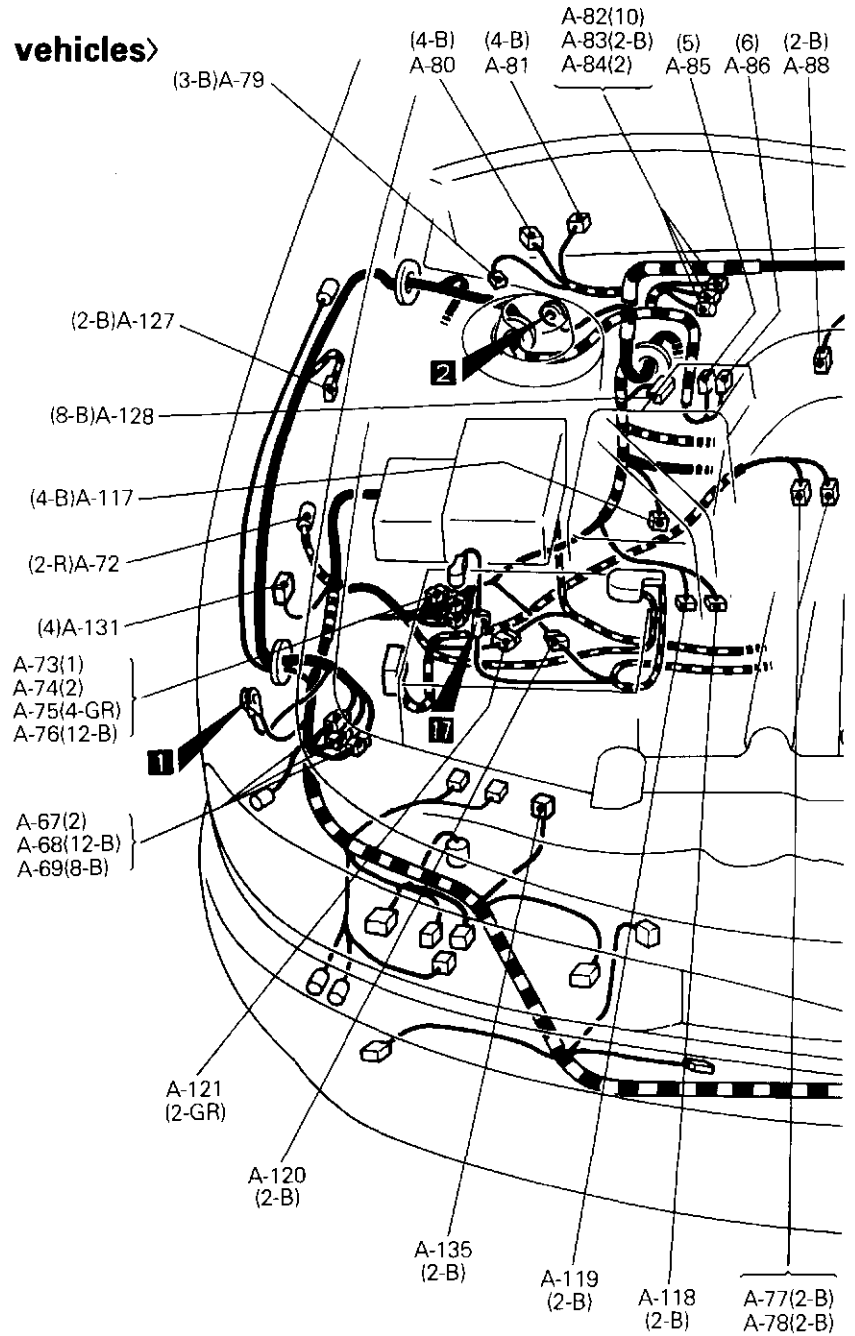 vehicles〉
(3-B)A-79
(4-B)
A-80
(4-B)
A-81
A-82(10)
A-83(2-B)
A-84(2)
(5)
A-85
(6)
A-86
(2-B)
A-88
(2-B)A-127
2
(8-B)A-128
(4-B)A-117
(2-R)A-72
(4)A-131
A-73(1)
A-74(2)
A-75(4-GR)
A-76(12-B)
1
17
A-67(2)
A-68(12-B)
A-69(8-B)
A-121
(2-GR)
A-120
(2-B)
A-135
(2-B)
A-119
(2-B)
A-118
(2-B)
A-77(2-B)
A-78(2-B)